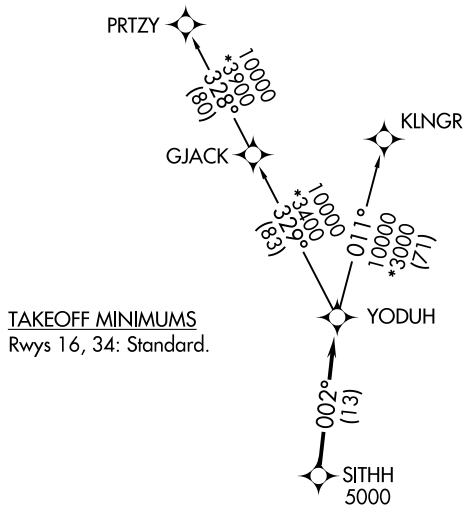 PRTZY
10000
*3900
328°
(80)
KLNGR
GJACK
10000
*3400
329°
(83)
011°
10000
*3000
(71)
TAKEOFF MINIMUMS
Rwys 16, 34: Standard.
YODUH
002°
(13)
SITHH
5000